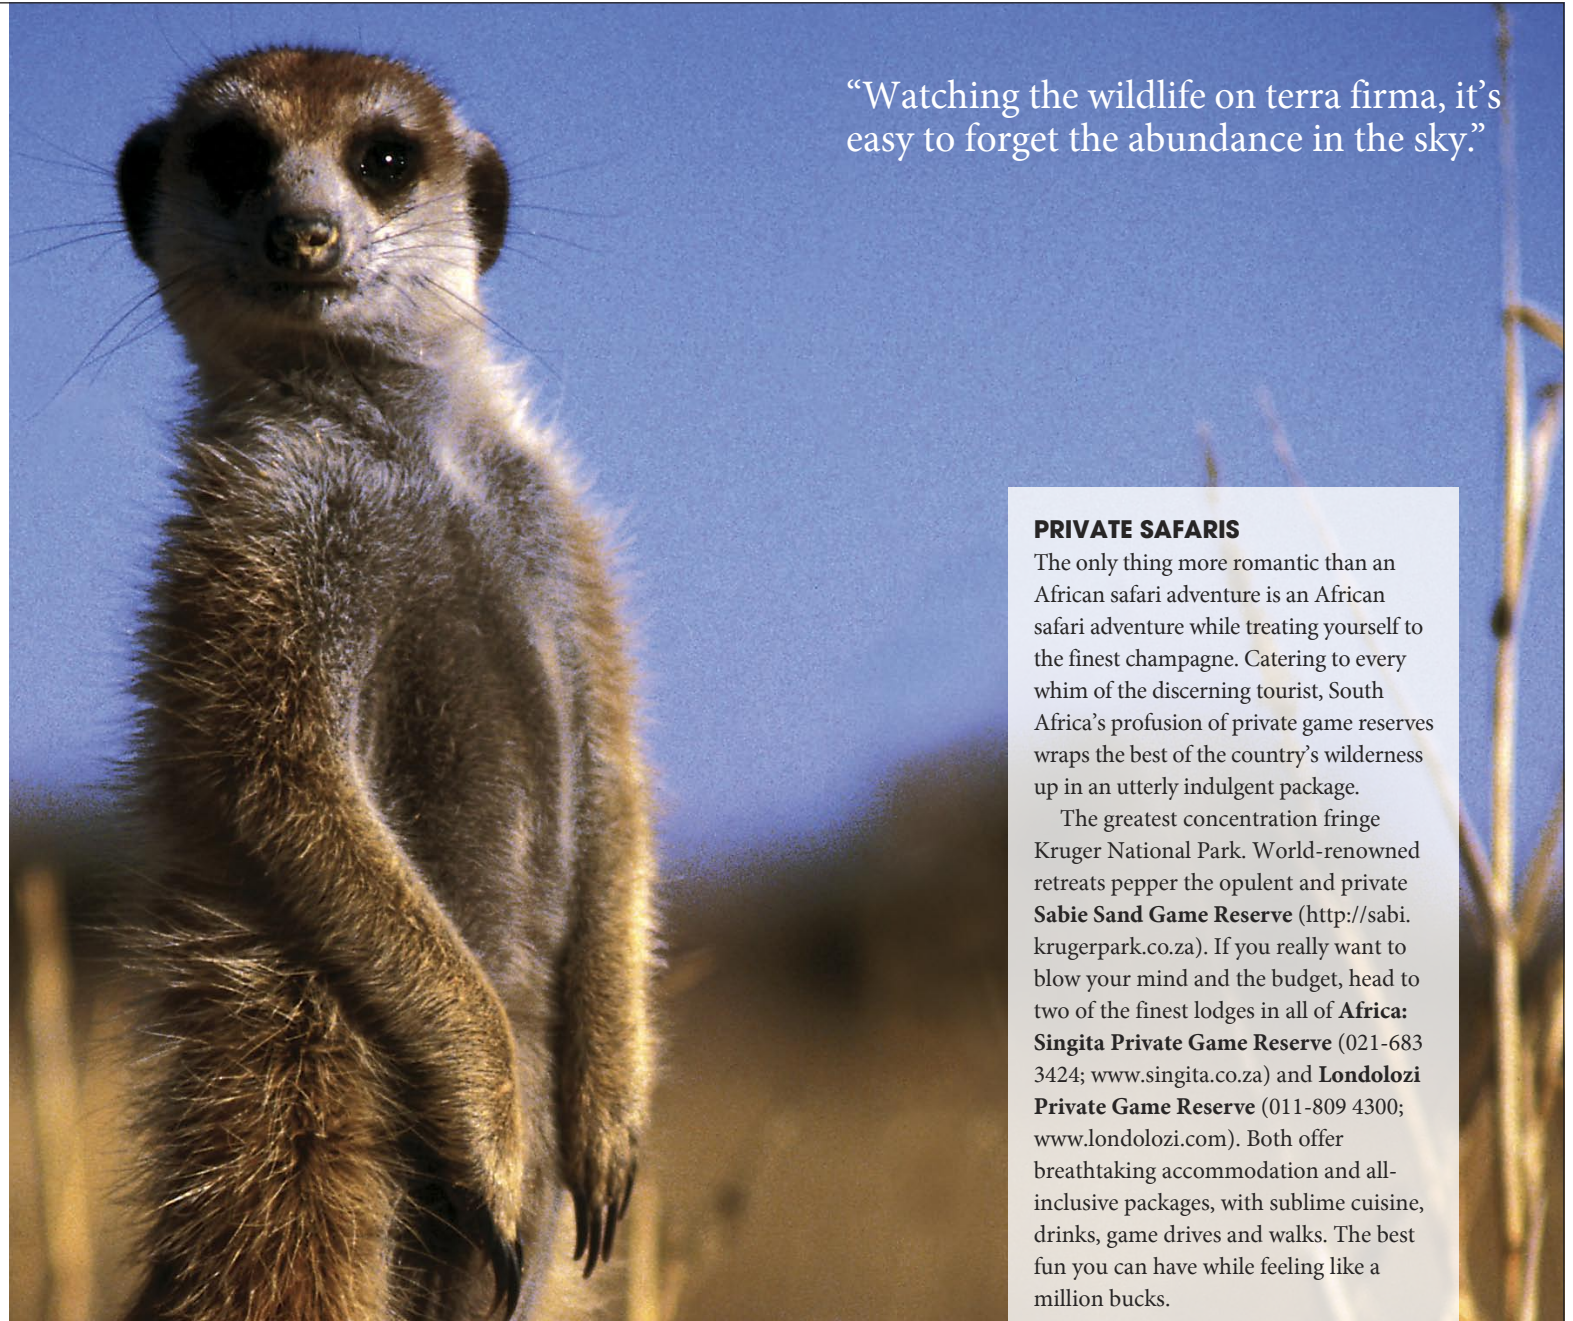 “Watching the wildlife on terra firma, it’s
easy to forget the abundance in the sky.”
PRIVATE SAFARIS
The only thing more romantic than an
African safari adventure is an African
safari adventure while treating yourself to
the finest champagne. Catering to every
whim of the discerning tourist, South
Africa’s profusion of private game reserves
wraps the best of the country’s wilderness
up in an utterly indulgent package.
The greatest concentration fringe
Kruger National Park. World-renowned
retreats pepper the opulent and private
Sabie Sand Game Reserve (http://sabi.
krugerpark.co.za). If you really want to
blow your mind and the budget, head to
two of the finest lodges in all of Africa:
Singita Private Game Reserve (021-683
3424; www.singita.co.za) and Londolozi
Private Game Reserve (011-809 4300;
www.londolozi.com). Both offer
breathtaking accommodation and all-
inclusive packages, with sublime cuisine,
drinks, game drives and walks. The best
fun you can have while feeling like a
million bucks.